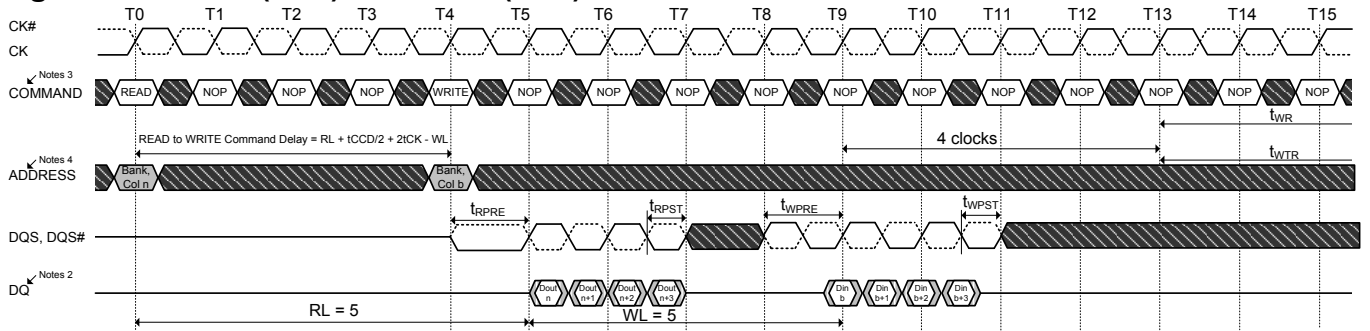 T0 T1 T2 T3 T4 T5 T6 T7 T8 T9 T10 T11 T12 T13 T14 T15
CK#
CK
Notes 3
COMMAND
READ NOP NOP NOP WRITE NOP NOP NOP NOP NOP NOP NOP NOP NOP NOP NOP
tWR
READ to WRITE Command Delay = RL + tCCD/2 + 2tCK - WL
4 clocks
tWTR
Notes 4
ADDRESS
Bank, Col n
Bank, Col b
tRPRE tRPST tWPRE tWPST
DQS, DQS#
Notes 2
DQ
Dout n
Dout n+1
Dout n+2
Dout n+3
Din b
Din b+1
Din b+2
Din b+3
RL = 5
WL = 5